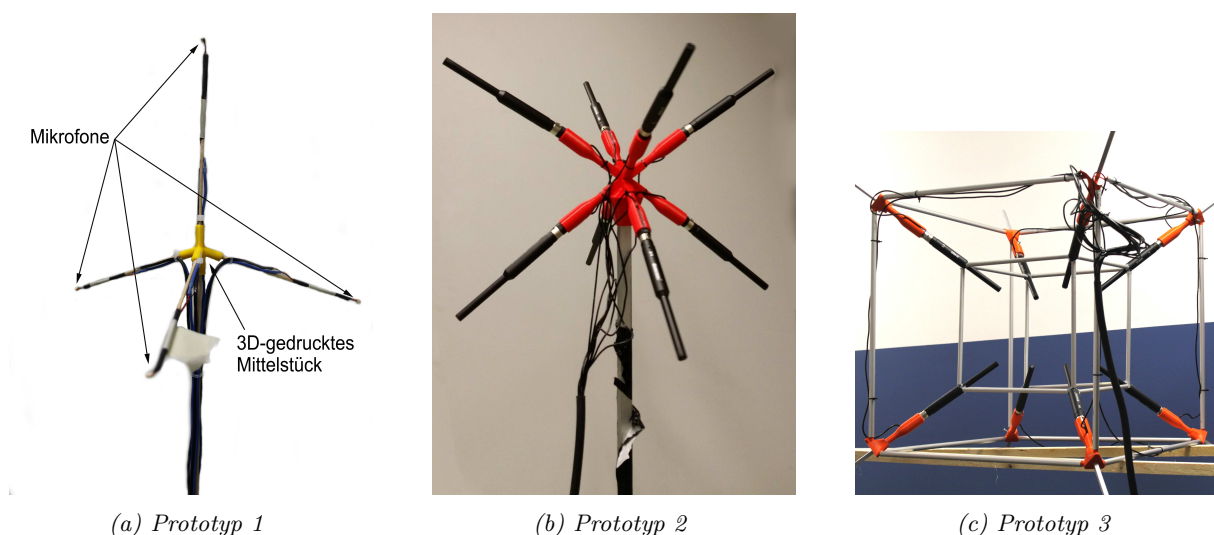 Mikrofone
3D-gedrucktes
Mittelstück
(a) Prototyp 1
(b) Prototyp 2
(c) Prototyp 3